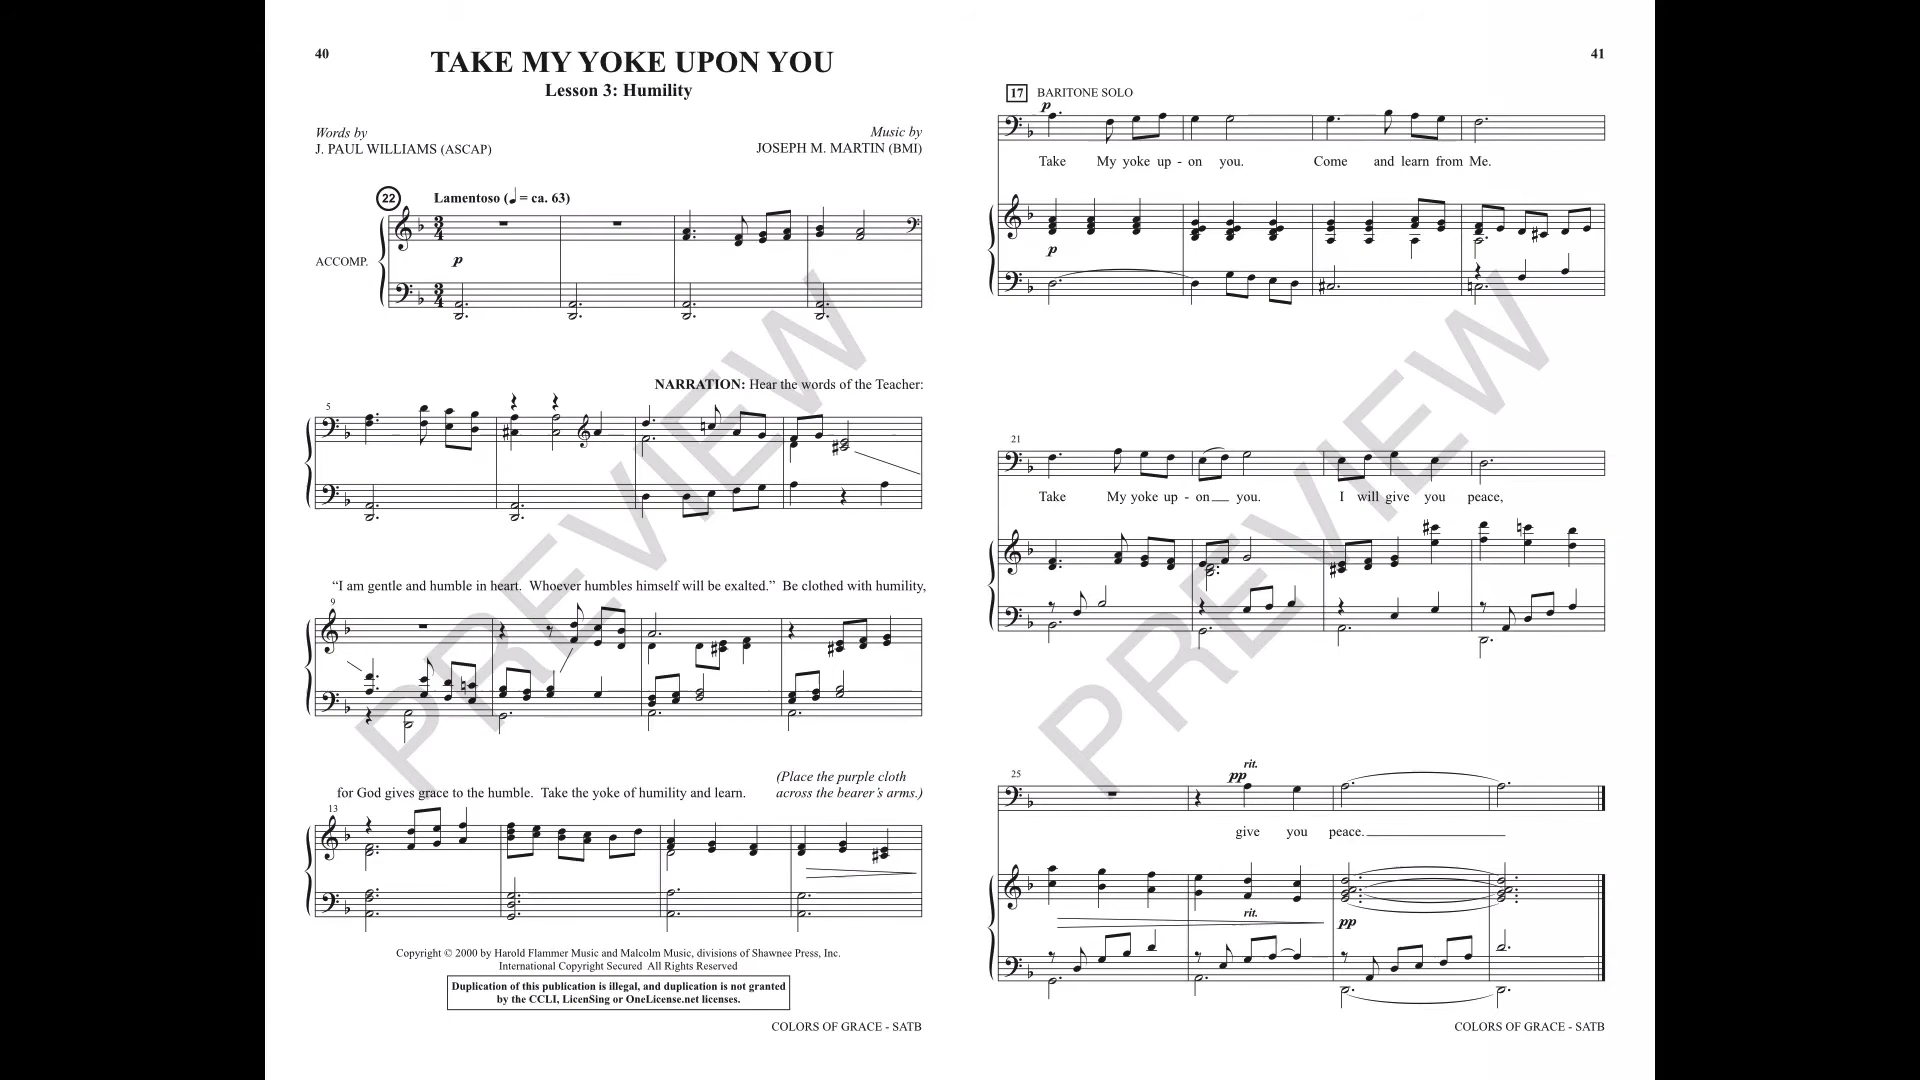 40
TAKE MY YOKE UPON YOU
Lesson 3: Humility
Words by
J. PAUL WILLIAMS (ASCAP)
Music by
JOSEPH M. MARTIN (BMI)
22
Lamentoso (♩ = ca. 63)
3 4
ACCOMP.
p
3 4
NARRATION: Hear the words of the Teacher:
5
“I am gentle and humble in heart. Whoever humbles himself will be exalted.” Be clothed with humility,
9
for God gives grace to the humble. Take the yoke of humility and learn.
(Place the purple cloth
across the bearer’s arms.)
13
Copyright © 2000 by Harold Flammer Music and Malcolm Music, divisions of Shawnee Press, Inc.
International Copyright Secured All Rights Reserved
Duplication of this publication is illegal, and duplication is not granted
by the CCLI, LicenSing or OneLicense.net licenses.
COLORS OF GRACE - SATB
PREVIEW
41
17 BARITONE SOLO
p
Take My yoke up - on you. Come and learn from Me.
p
21
Take My yoke up - on you. I will give you peace,
25
rit.
pp
give you peace.
rit.
pp
COLORS OF GRACE - SATB
PREVIEW